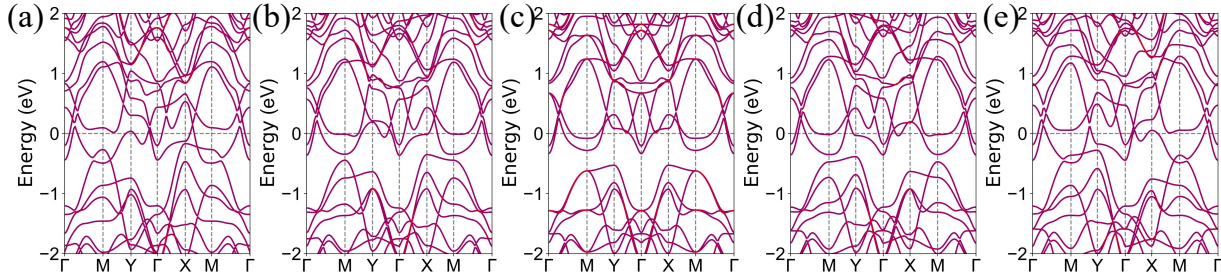 (a) (b) (c) (d) (e)
2 2 2 2 2
1 1 1 1 1
0 0 0 0 0
−1 −1 −1 −1 −1
−2 −2 −2 −2 −2
Energy (eV) Energy (eV) Energy (eV) Energy (eV) Energy (eV)
Γ M Y Γ X M Γ Γ M Y Γ X M Γ Γ M Y Γ X M Γ Γ M Y Γ X M Γ Γ M Y Γ X M Γ